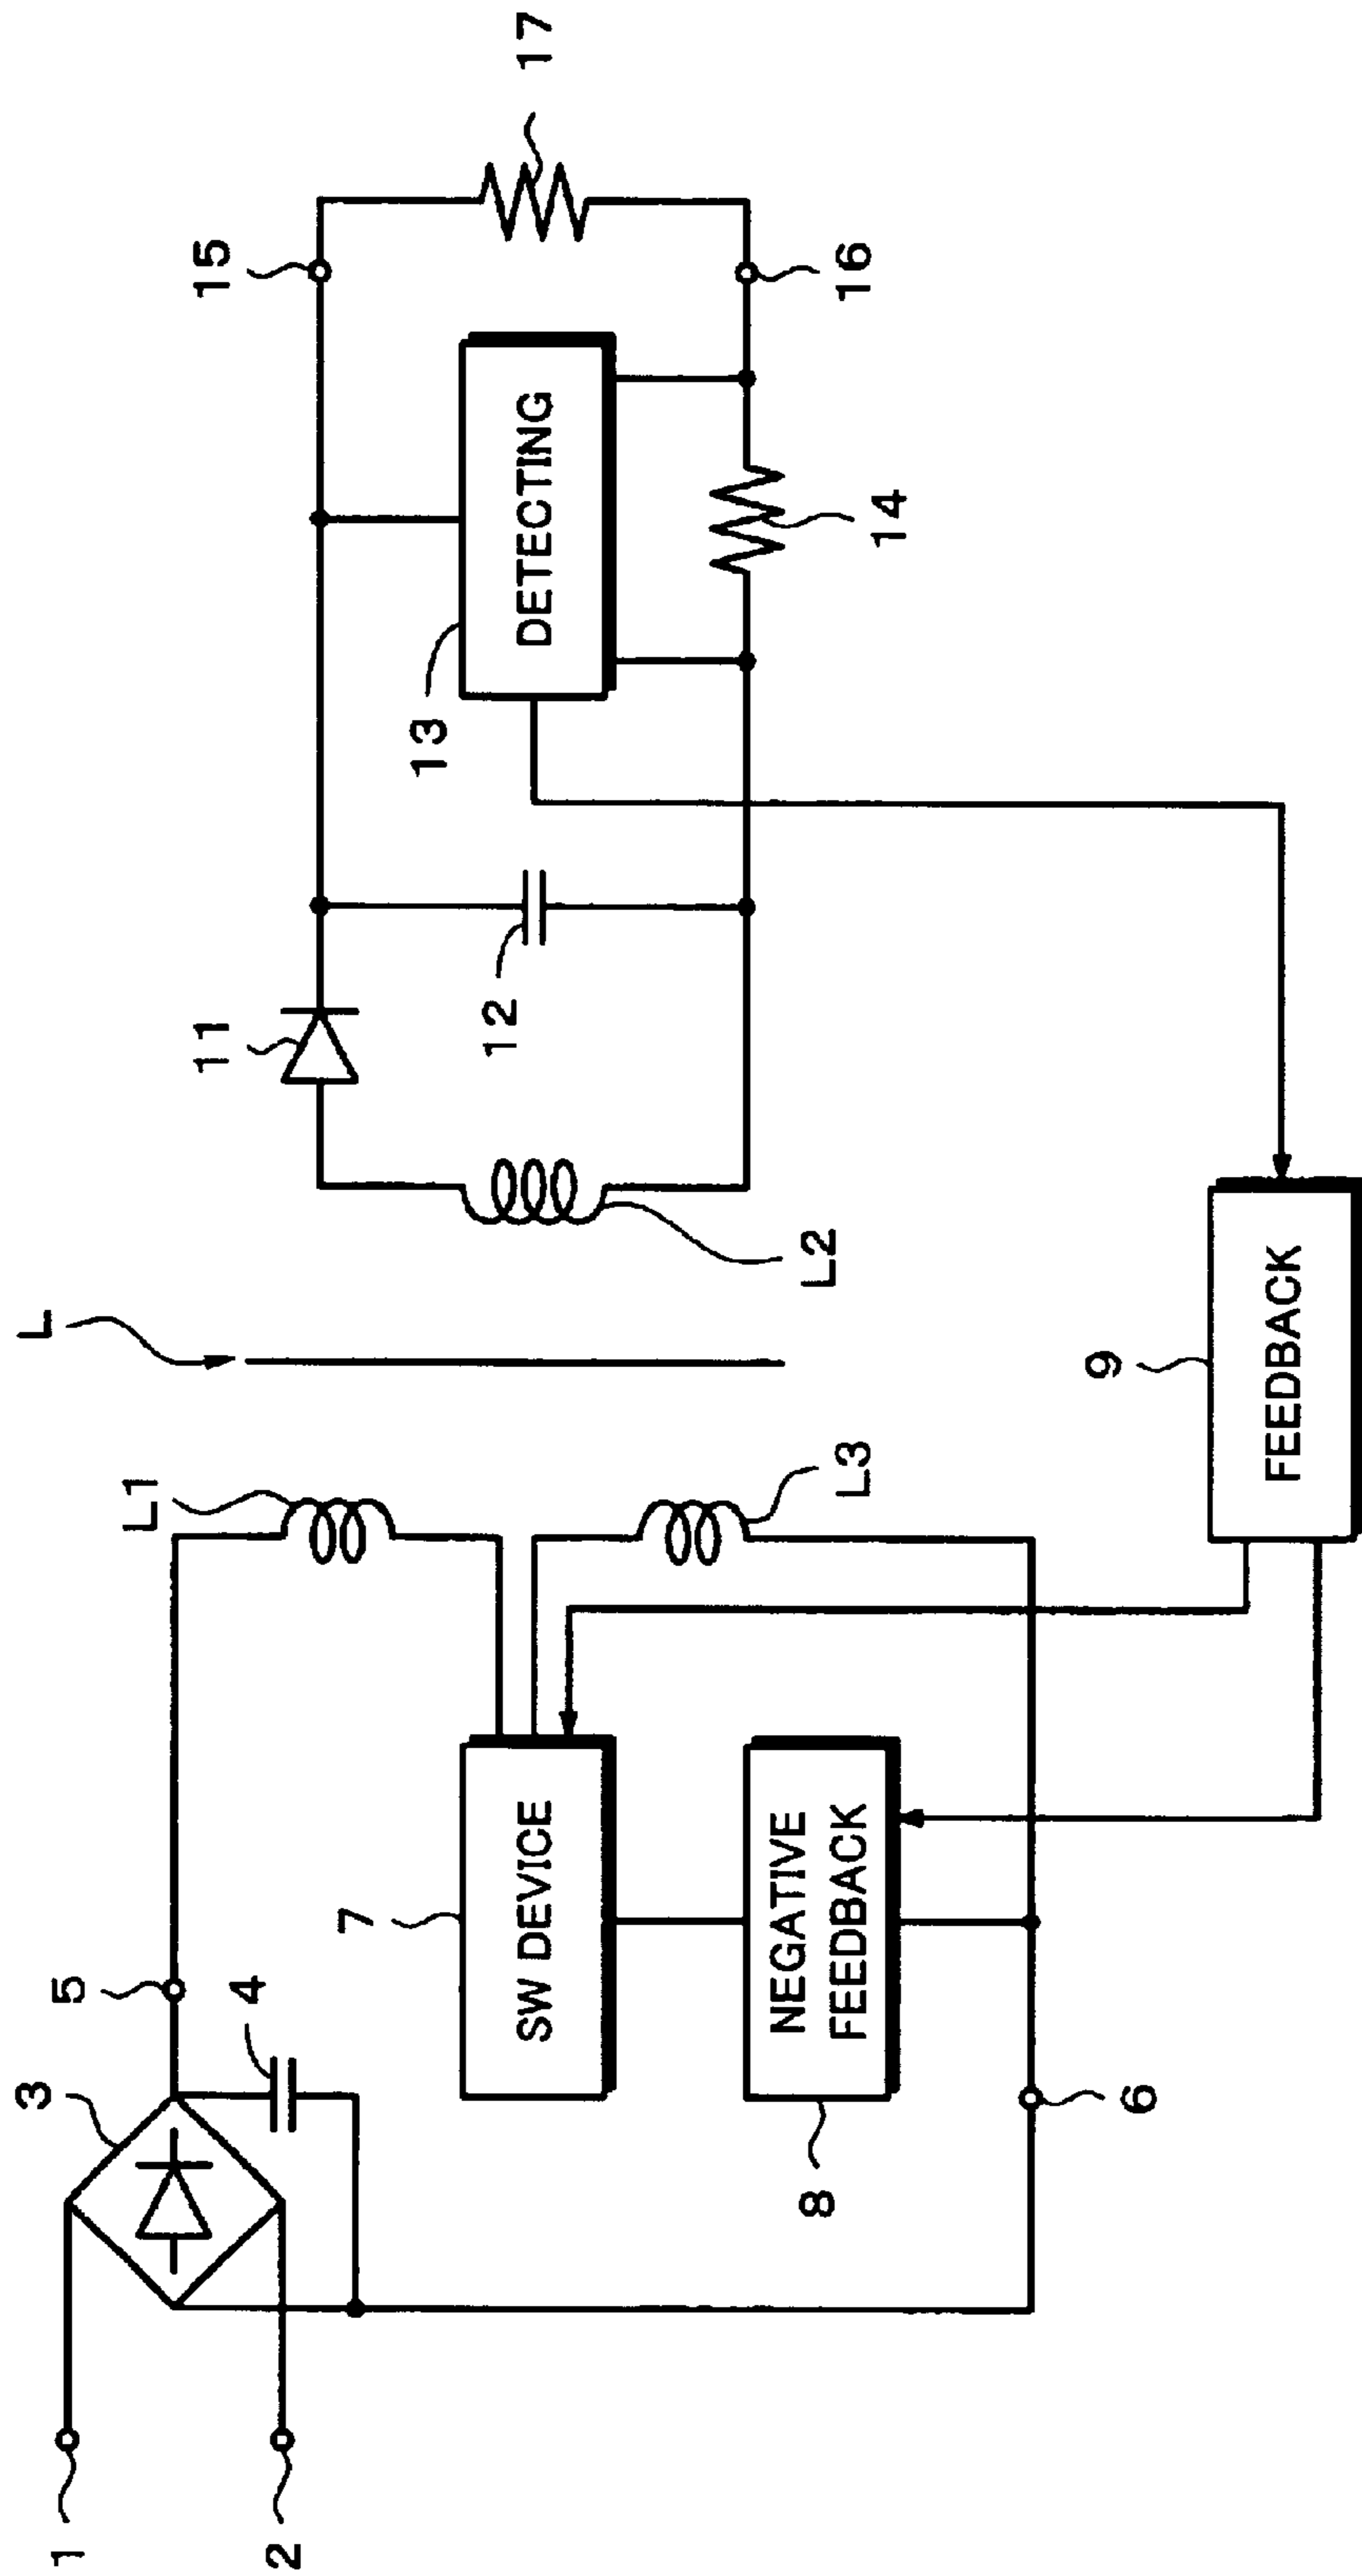 L
3
5
L1
11
15
4
17
7
SW DEVICE
L3
L2
12
13
DETECTING
NEGATIVE
FEEDBACK
8
14
16
1
2
6
9
FEEDBACK